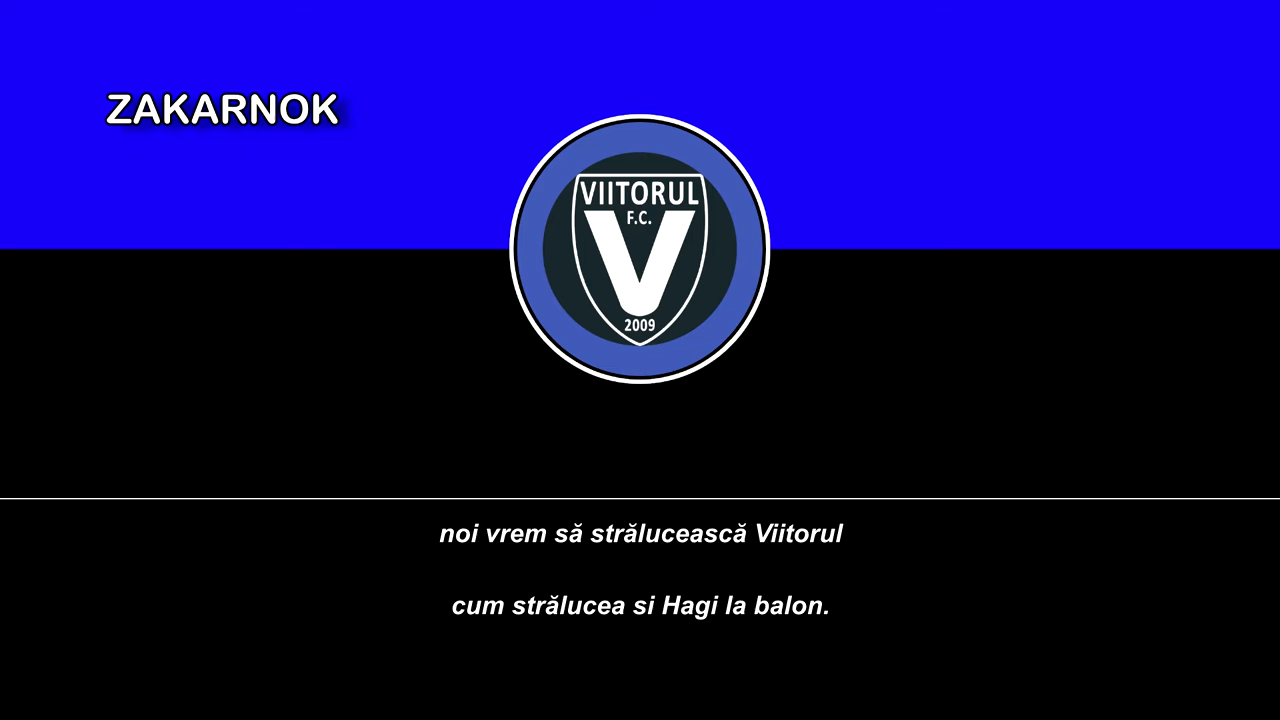 ZAKARNOK
VIITORUL
F.C.
V
2009
noi vrem să strălucească Viitorul
cum strălucea si Hagi la balon.